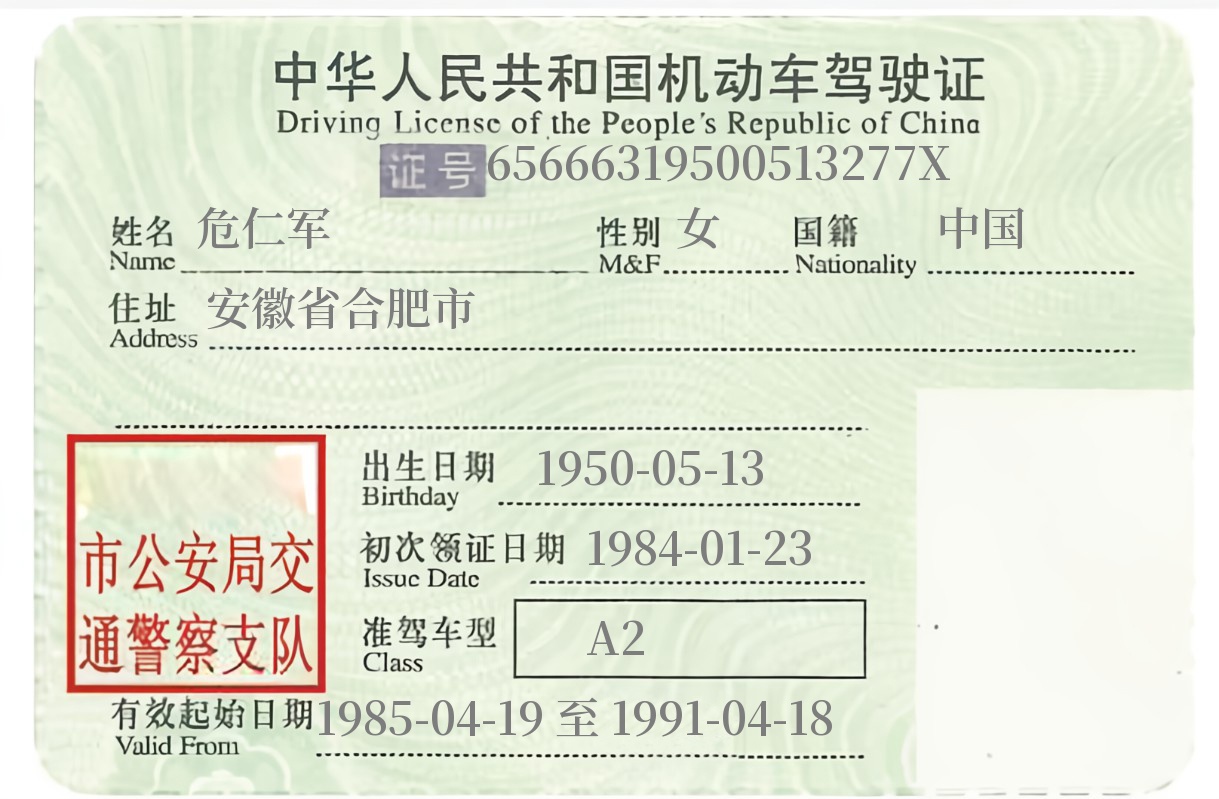 中华人民共和国机动车驾驶证
Driving License of the People's Republic of China
证号 65666319500513277X
姓名 危仁军 性别 女 国籍 中国
Name M&F Nationality
住址 安徽省合肥市
Address
出生日期 1950-05-13
Birthday
初次领证日期 1984-01-23
Issue Date
市公安局交
通警察支队
准驾车型 A2
Class
有效起始日期 1985-04-19 至 1991-04-18
Valid From